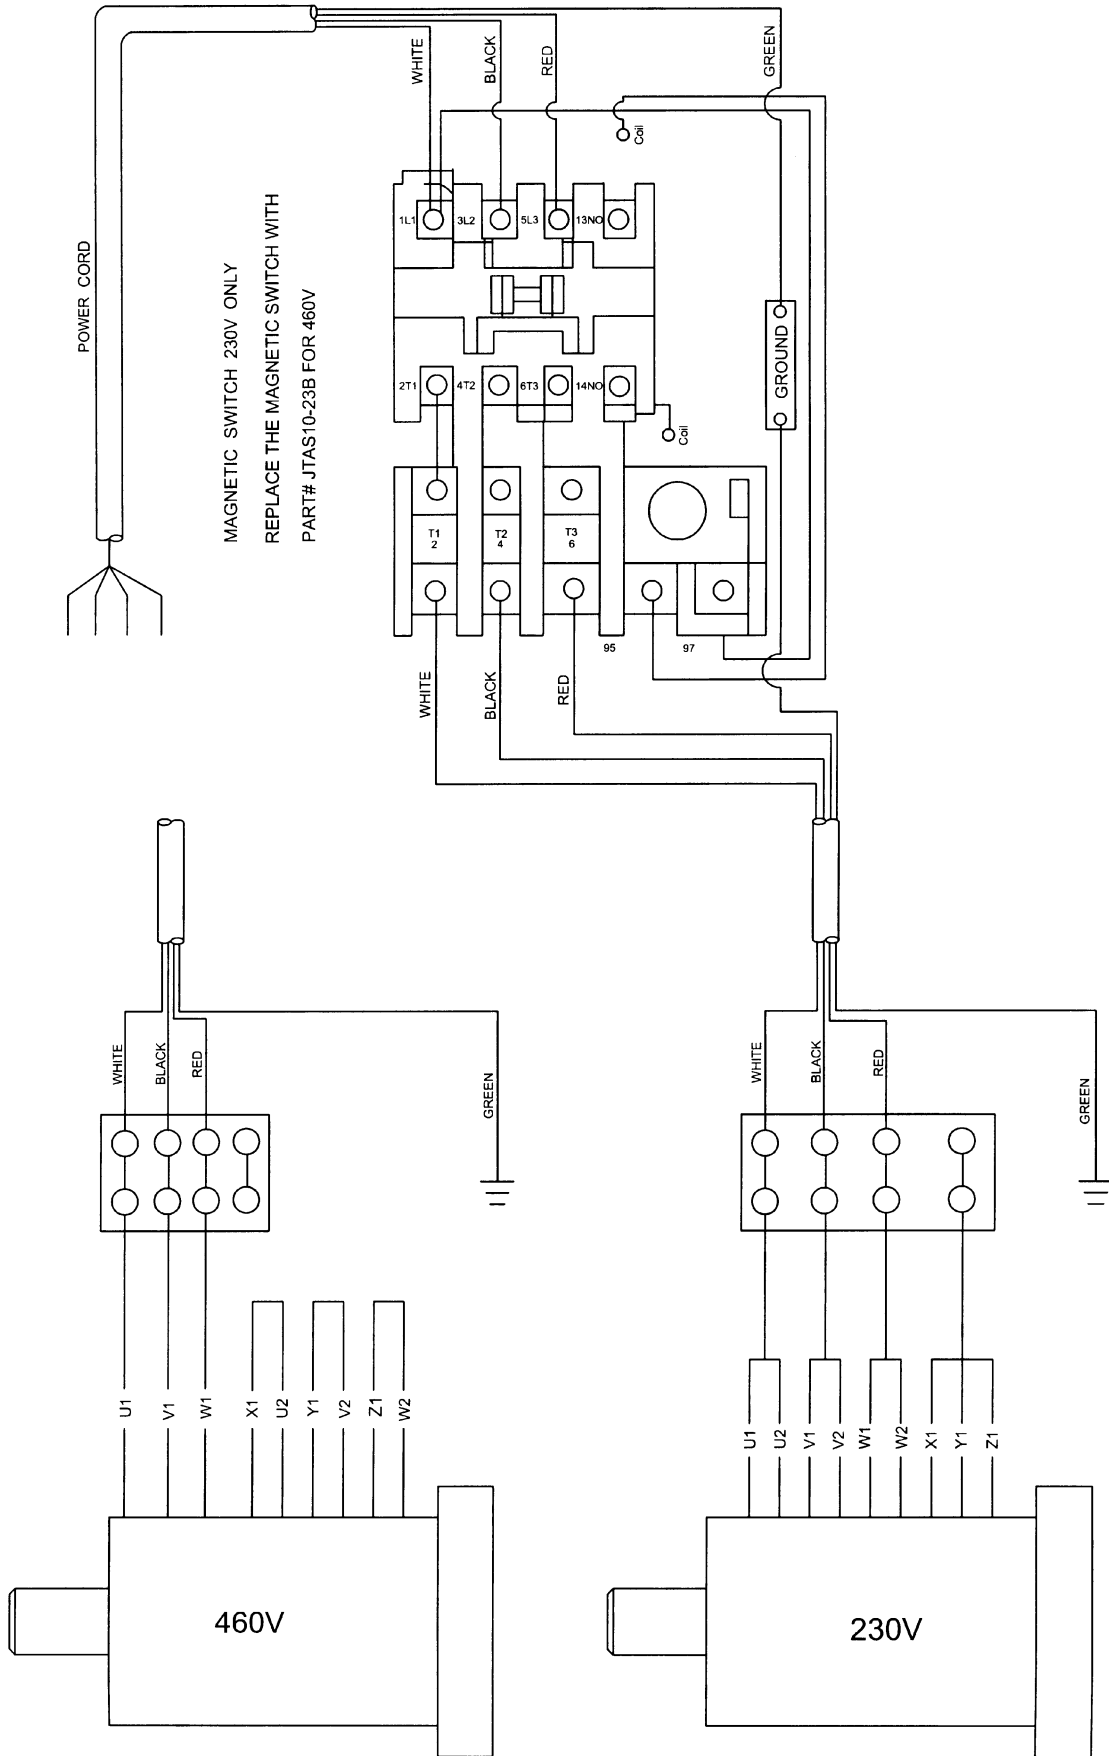 WHITE
BLACK
RED
GREEN
Coil
POWER CORD
MAGNETIC SWITCH 230V ONLY
REPLACE THE MAGNETIC SWITCH WITH
PART# JTAS10-23B FOR 460V
1L1
3L2
5L3
13NO
2T1
4T2
6T3
14NO
Coil
GROUND
T1
2
T2
4
T3
6
95
97
WHITE
BLACK
RED
WHITE
BLACK
RED
GREEN
WHITE
BLACK
RED
GREEN
U1
V1
W1
X1
U2
Y1
V2
Z1
W2
U1
U2
V1
V2
W1
W2
X1
Y1
Z1
460V
230V